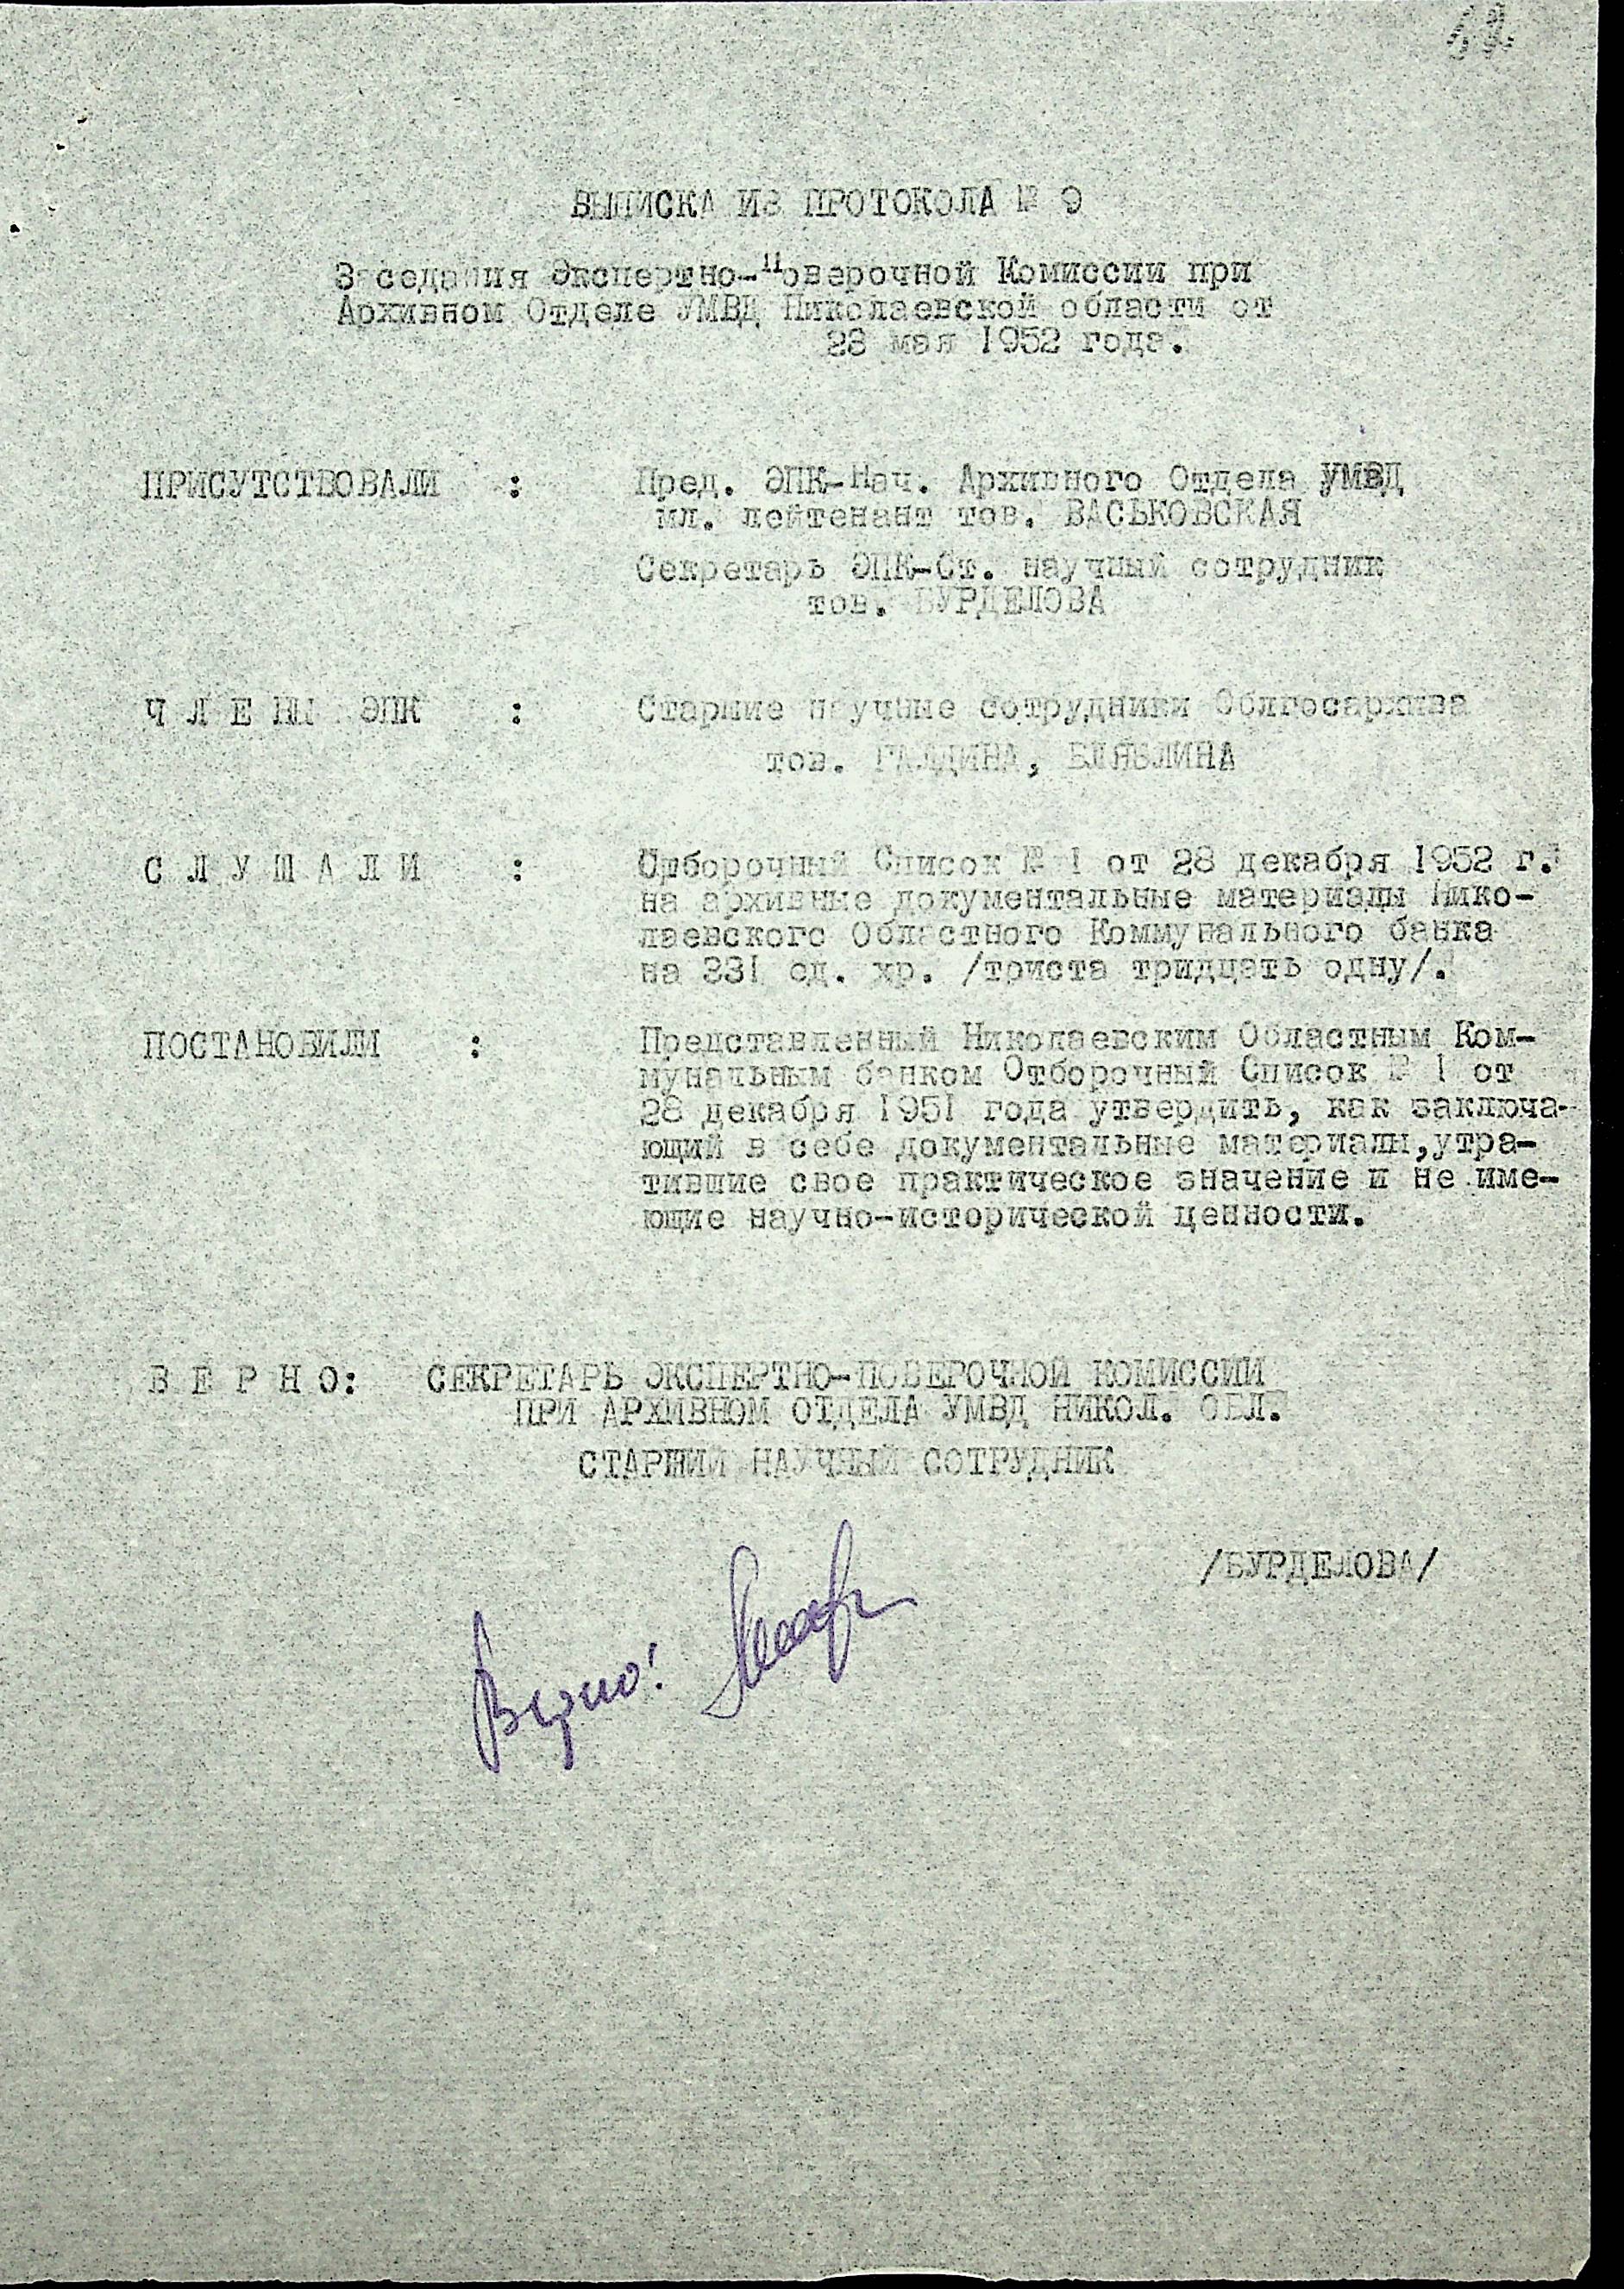 ВЫПИСКА ИЗ ПРОТОКОЛА № 9
Заседания Экспертно-Поверочной Комиссии при
Архивном Отделе УМВД Николаевской области от
28 мая 1952 года.
ПРИСУТСТВОВАЛИ : Пред. ЭПК-Нач. Архивного Отдела УМВД
мл. лейтенант тов. ВАСЬКОВСКАЯ
Секретарь ЭПК-Ст. научный сотрудник
тов. БУРДЕЛОВА
Ч Л Е Н Ы ЭПК : Старшие научные сотрудники Облгосархива
тов. ГАЛДИНА,
С Л У Ш А Л И : Отборочный Список № 1 от 28 декабря 1952 г.
на архивные документальные материалы Нико-
лаевского Областного Коммунального банка
на 331 ед. хр. /триста тридцать одну/.
ПОСТАНОВИЛИ : Представленный Николаевским Областным Ком-
мунальным банком Отборочный Список № 1 от
28 декабря 1951 года утвердить, как заключа-
ющий в себе документальные материалы,утра-
тившие свое практическое значение и не име-
ющие научно-исторической ценности.
В Е Р Н О: СЕКРЕТАРЬ ЭКСПЕРТНО-ПОВЕРОЧНОЙ КОМИССИИ
ПРИ АРХИВНОМ ОТДЕЛА УМВД НИКОЛ. ОБЛ.
СТАРШИЙ НАУЧНЫЙ СОТРУДНИК
/БУРДЕЛОВА/
Верно!